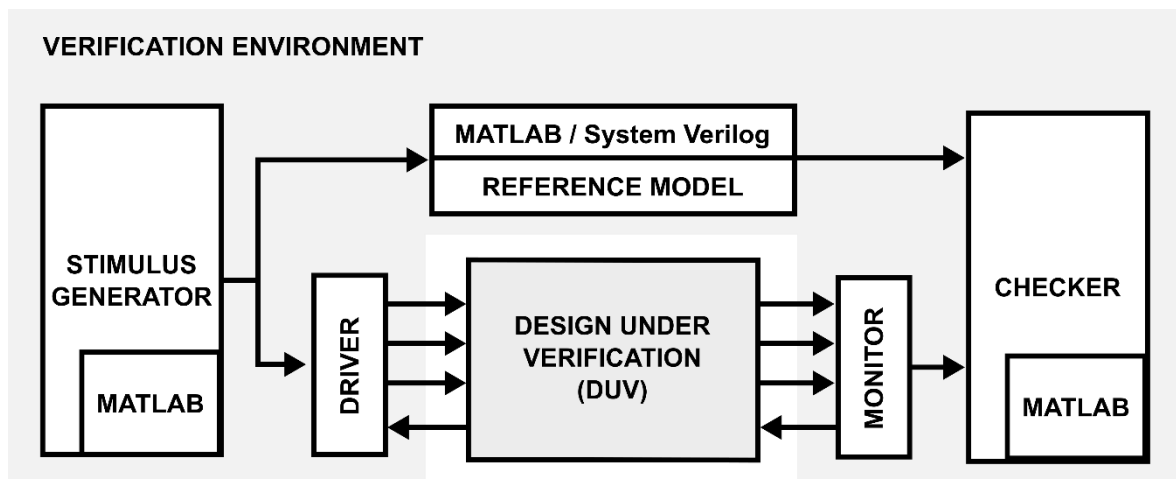 VERIFICATION ENVIRONMENT
MATLAB / System Verilog
REFERENCE MODEL
STIMULUS
GENERATOR
MATLAB
DRIVER
DESIGN UNDER
VERIFICATION
(DUV)
MONITOR
CHECKER
MATLAB